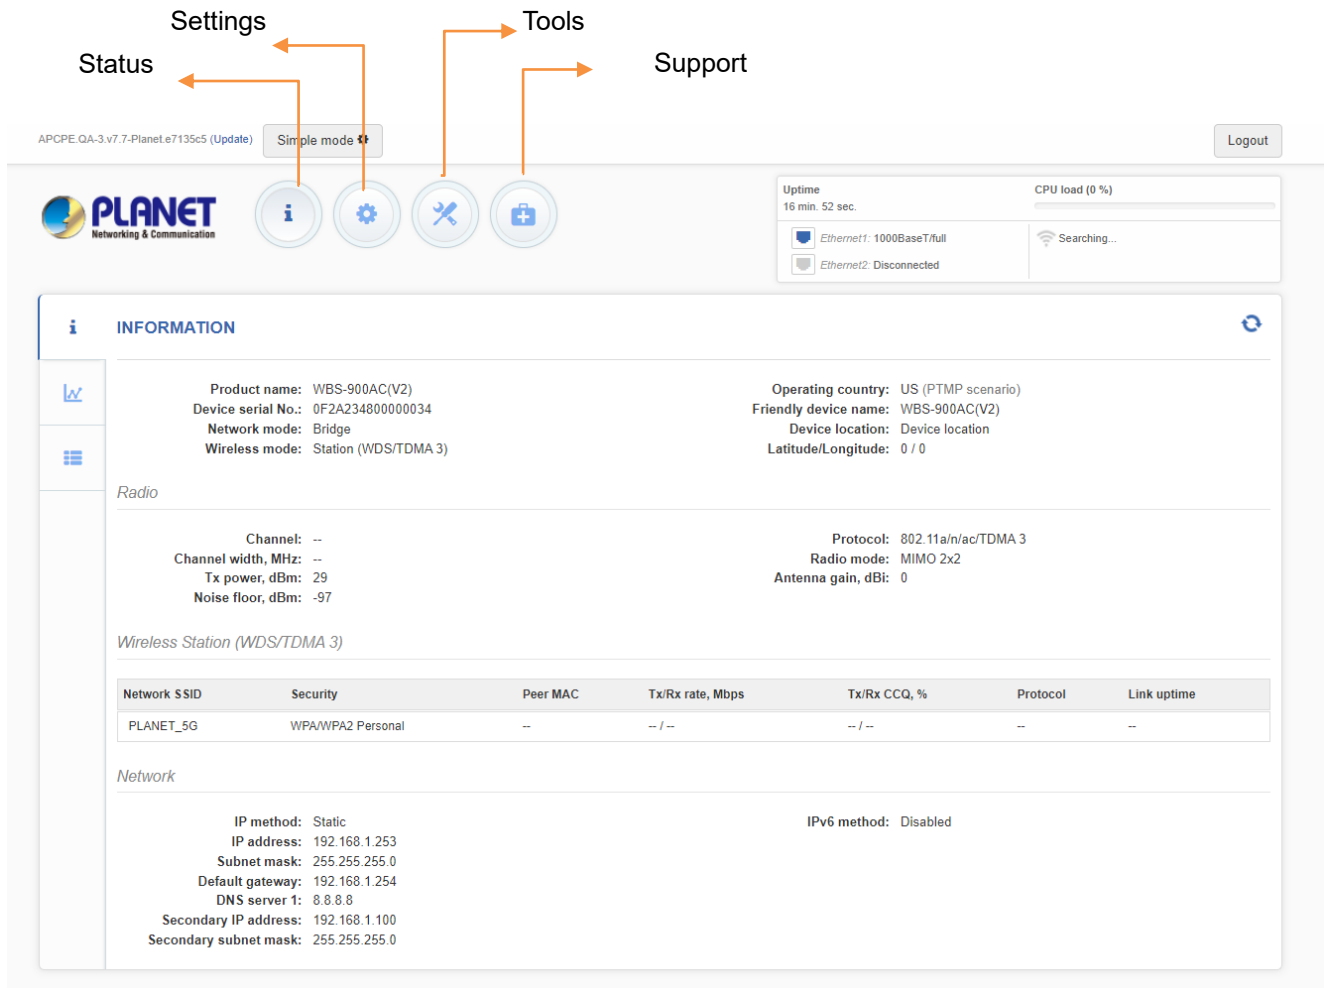 Settings
Tools
Status
Support
APCPE.QA-3.v7.7-Planet.e7135c5 (Update)
Simple mode
Logout
PLANET
Networking & Communication
Uptime
16 min. 52 sec.
CPU load (0 %)
Ethernet1: 1000BaseT/full
Searching...
Ethernet2: Disconnected
INFORMATION
Product name: WBS-900AC(V2)
Device serial No.: 0F2A234800000034
Network mode: Bridge
Wireless mode: Station (WDS/TDMA 3)
Operating country: US (PTMP scenario)
Friendly device name: WBS-900AC(V2)
Device location: Device location
Latitude/Longitude: 0 / 0
Radio
Channel: --
Channel width, MHz: --
Tx power, dBm: 29
Noise floor, dBm: -97
Protocol: 802.11a/n/ac/TDMA 3
Radio mode: MIMO 2x2
Antenna gain, dBi: 0
Wireless Station (WDS/TDMA 3)
Network SSID Security Peer MAC Tx/Rx rate, Mbps Tx/Rx CCQ, % Protocol Link uptime
PLANET_5G WPA/WPA2 Personal -- -- / -- -- / -- -- --
Network
IP method: Static
IP address: 192.168.1.253
Subnet mask: 255.255.255.0
Default gateway: 192.168.1.254
DNS server 1: 8.8.8.8
Secondary IP address: 192.168.1.100
Secondary subnet mask: 255.255.255.0
IPv6 method: Disabled